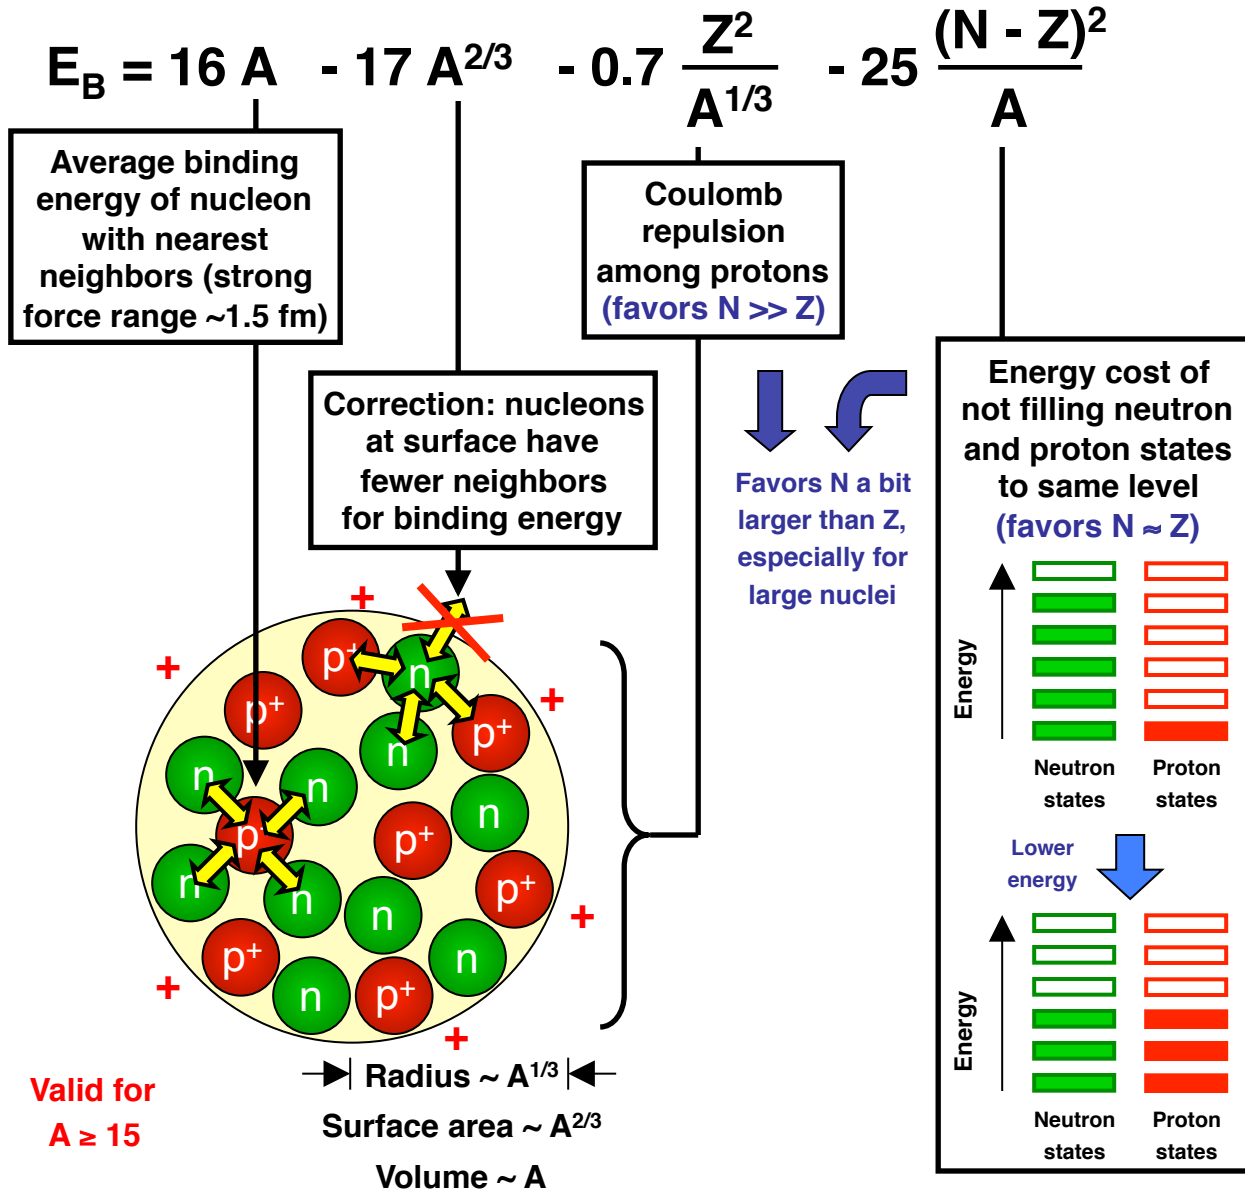 E_B = 16 A - 17 A^{2/3} - 0.7 Z^2 / A^{1/3} - 25 (N - Z)^2 / A
Average binding
energy of nucleon
with nearest
neighbors (strong
force range ~1.5 fm)
Correction: nucleons
at surface have
fewer neighbors
for binding energy
Coulomb
repulsion
among protons
(favors N >> Z)
Favors N a bit
larger than Z,
especially for
large nuclei
Energy cost of
not filling neutron
and proton states
to same level
(favors N ≈ Z)
Energy
Neutron
states
Proton
states
Lower
energy
Energy
Neutron
states
Proton
states
+
+
+
+
+
+
+
p+
n
p+
p+
n
n
n
n
p+
p+
n
n
p+
n
n
p+
n
p+
Radius ~ A^{1/3}
Surface area ~ A^{2/3}
Volume ~ A
Valid for
A ≥ 15